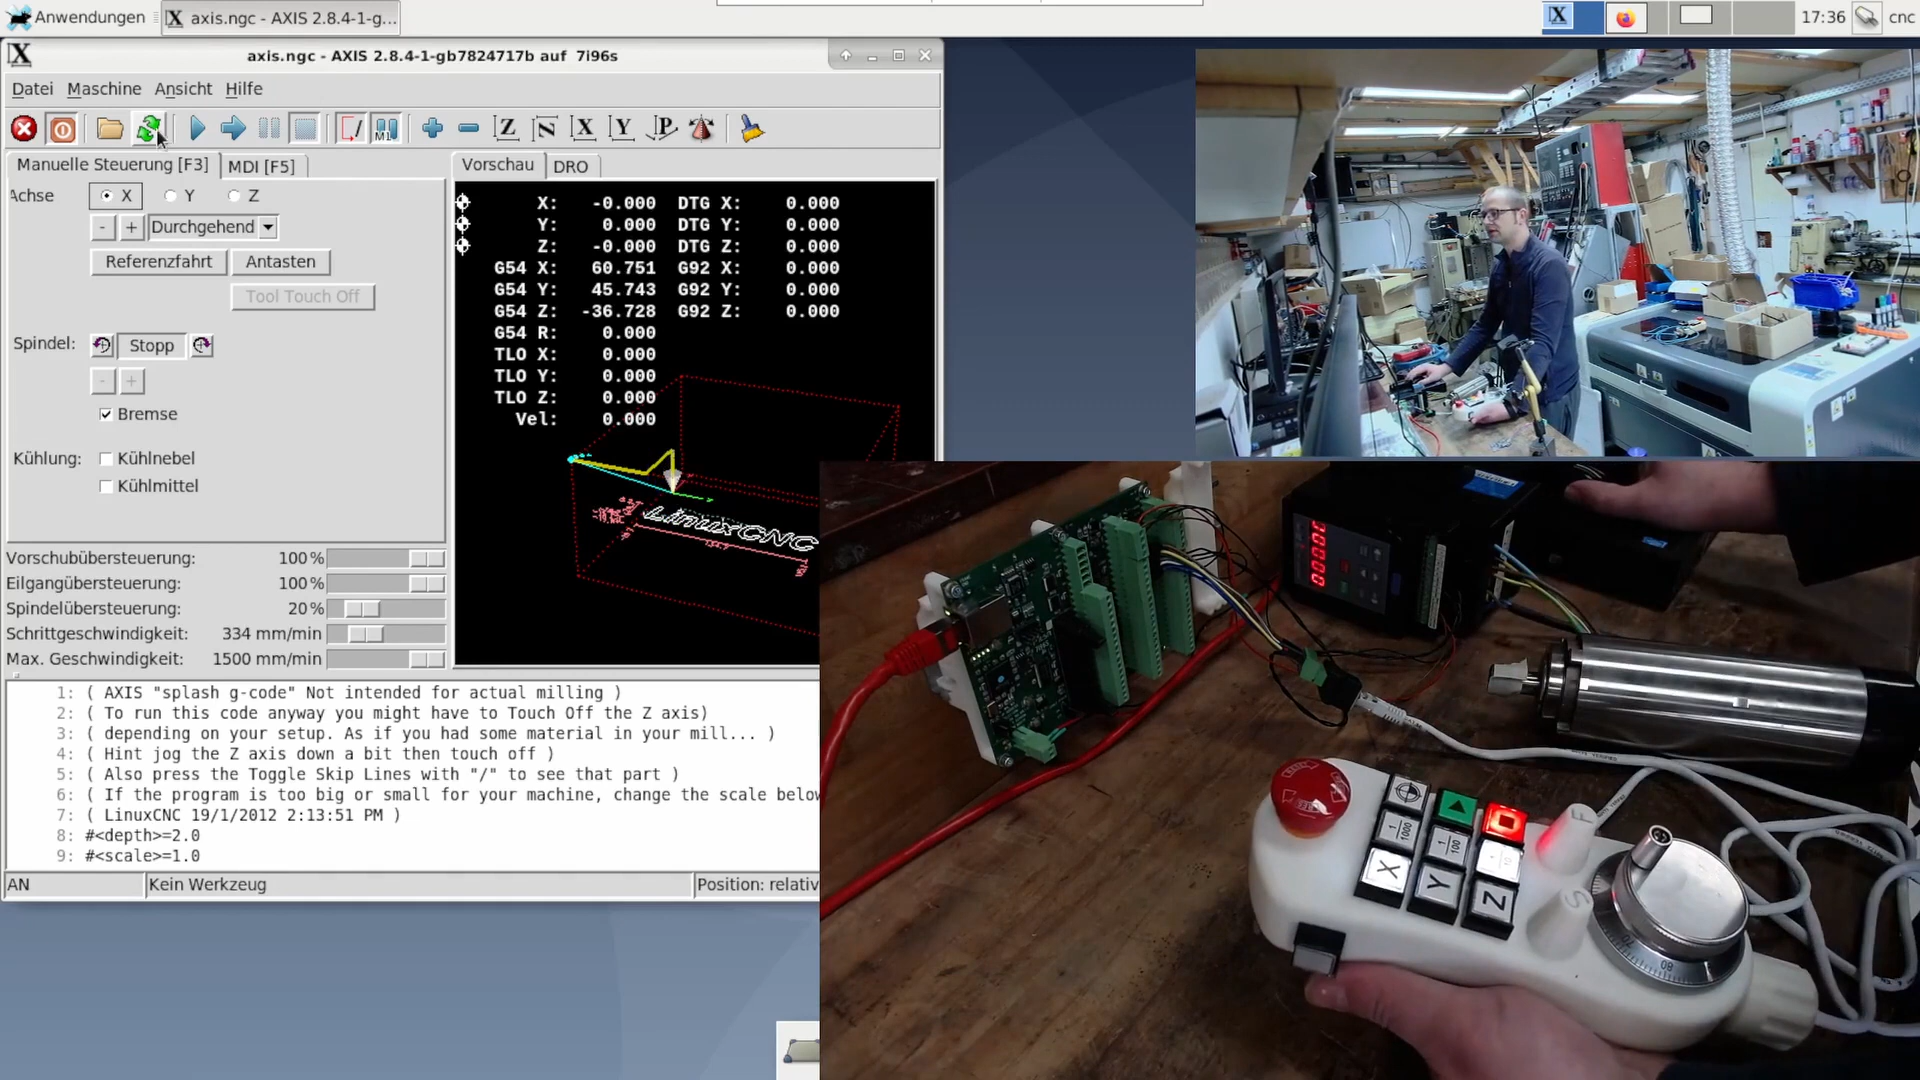 Anwendungen
axis.ngc - AXIS 2.8.4-1-g...
17:36
cnc
axis.ngc - AXIS 2.8.4-1-gb7824717b auf 7i96s
Datei Maschine Ansicht Hilfe
Manuelle Steuerung [F3]
MDI [F5]
Achse
X
Y
Z
- + Durchgehend
Referenzfahrt
Antasten
Tool Touch Off
Spindel:
Stopp
- +
Bremse
Kühlung:
Kühlnebel
Kühlmittel
Vorschubübersteuerung: 100 %
Eilgangübersteuerung: 100 %
Spindelübersteuerung: 20 %
Schrittgeschwindigkeit: 334 mm/min
Max. Geschwindigkeit: 1500 mm/min
Vorschau
DRO
X: -0.000 DTG X: 0.000
Y: 0.000 DTG Y: 0.000
Z: -0.000 DTG Z: 0.000
G54 X: 60.751 G92 X: 0.000
G54 Y: 45.743 G92 Y: 0.000
G54 Z: -36.728 G92 Z: 0.000
G54 R: 0.000
TLO X: 0.000
TLO Y: 0.000
TLO Z: 0.000
Vel: 0.000
LinuxCNC
1: ( AXIS "splash g-code" Not intended for actual milling )
2: ( To run this code anyway you might have to Touch Off the Z axis)
3: ( depending on your setup. As if you had some material in your mill... )
4: ( Hint jog the Z axis down a bit then touch off )
5: ( Also press the Toggle Skip Lines with "/" to see that part )
6: ( If the program is too big or small for your machine, change the scale below
7: ( LinuxCNC 19/1/2012 2:13:51 PM )
8: #<depth>=2.0
9: #<scale>=1.0
AN
Kein Werkzeug
Position: relativ
1/1000
1/100
X
Y
Z
F
S
80